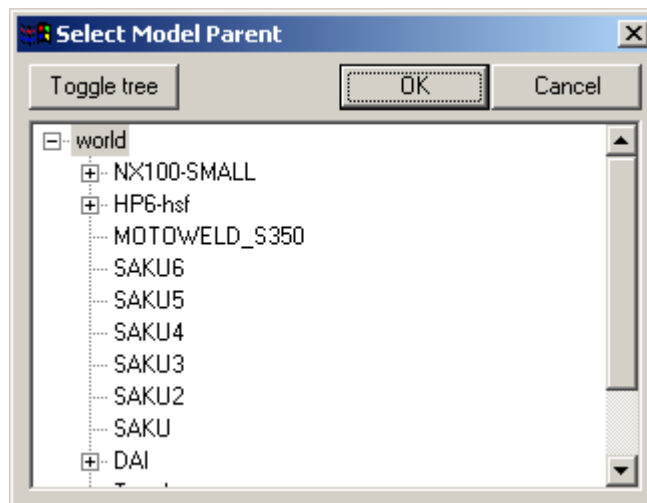 Select Model Parent
Toggle tree OK Cancel
world
NX100-SMALL
HP6-hsf
MOTOWELD_S350
SAKU6
SAKU5
SAKU4
SAKU3
SAKU2
SAKU
DAI